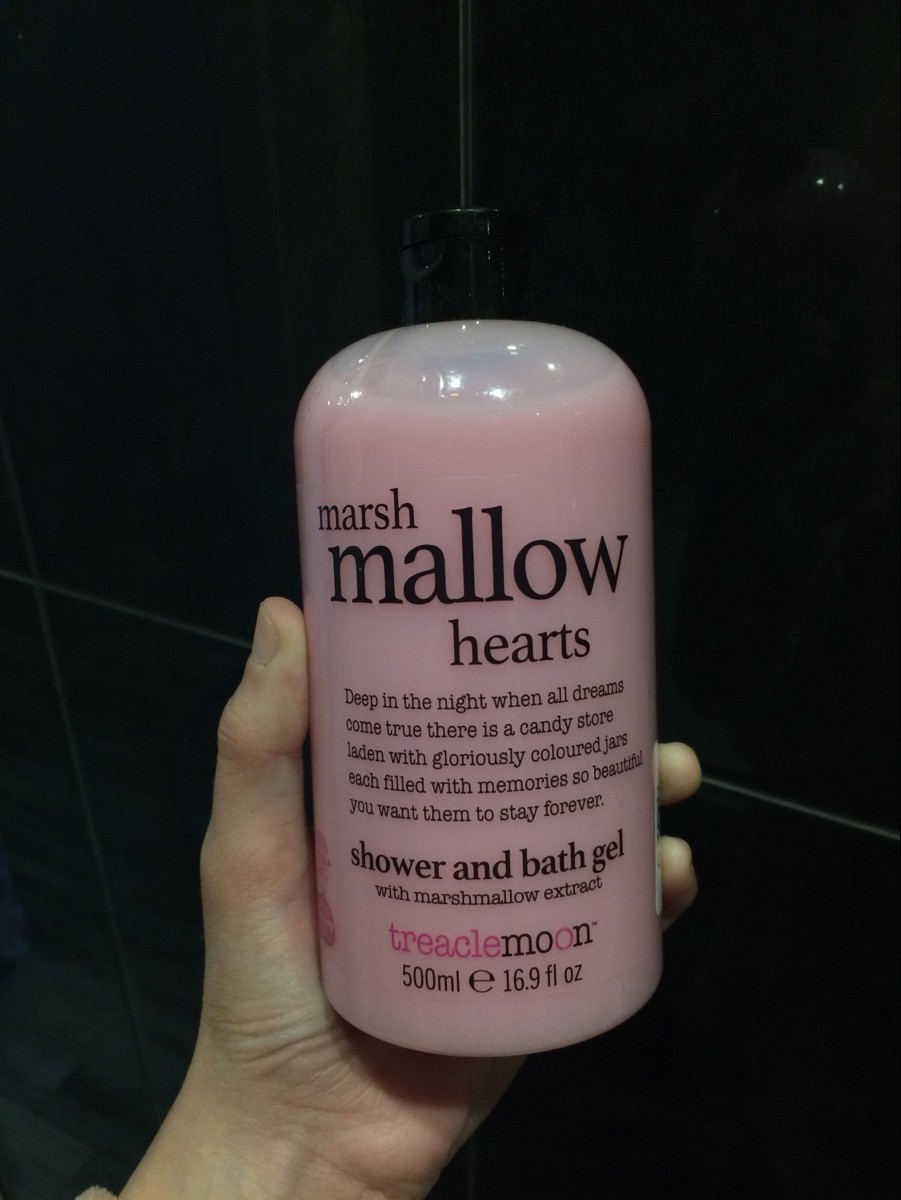 marsh
mallow
hearts
Deep in the night when all dreams
come true there is a candy store
laden with gloriously coloured jars
each filled with memories so beautiful
you want them to stay forever.
shower and bath gel
with marshmallow extract
treaclemoon™
500ml ℮ 16.9 fl oz